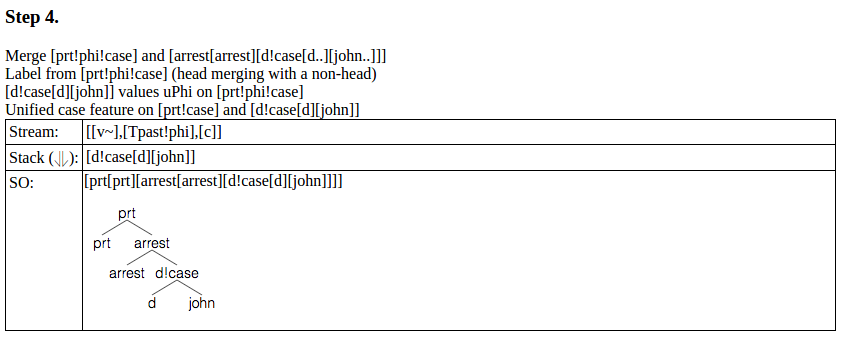 Step 4.
Merge [prt!phi!case] and [arrest[arrest][d!case[d..][john..]]]
Label from [prt!phi!case] (head merging with a non-head)
[d!case[d][john]] values uPhi on [prt!phi!case]
Unified case feature on [prt!case] and [d!case[d][john]]
Stream: [[v~],[Tpast!phi],[c]]
Stack (⇃⇂): [d!case[d][john]]
SO: [prt[prt][arrest[arrest][d!case[d][john]]]]
prt
prt arrest
arrest d!case
d john